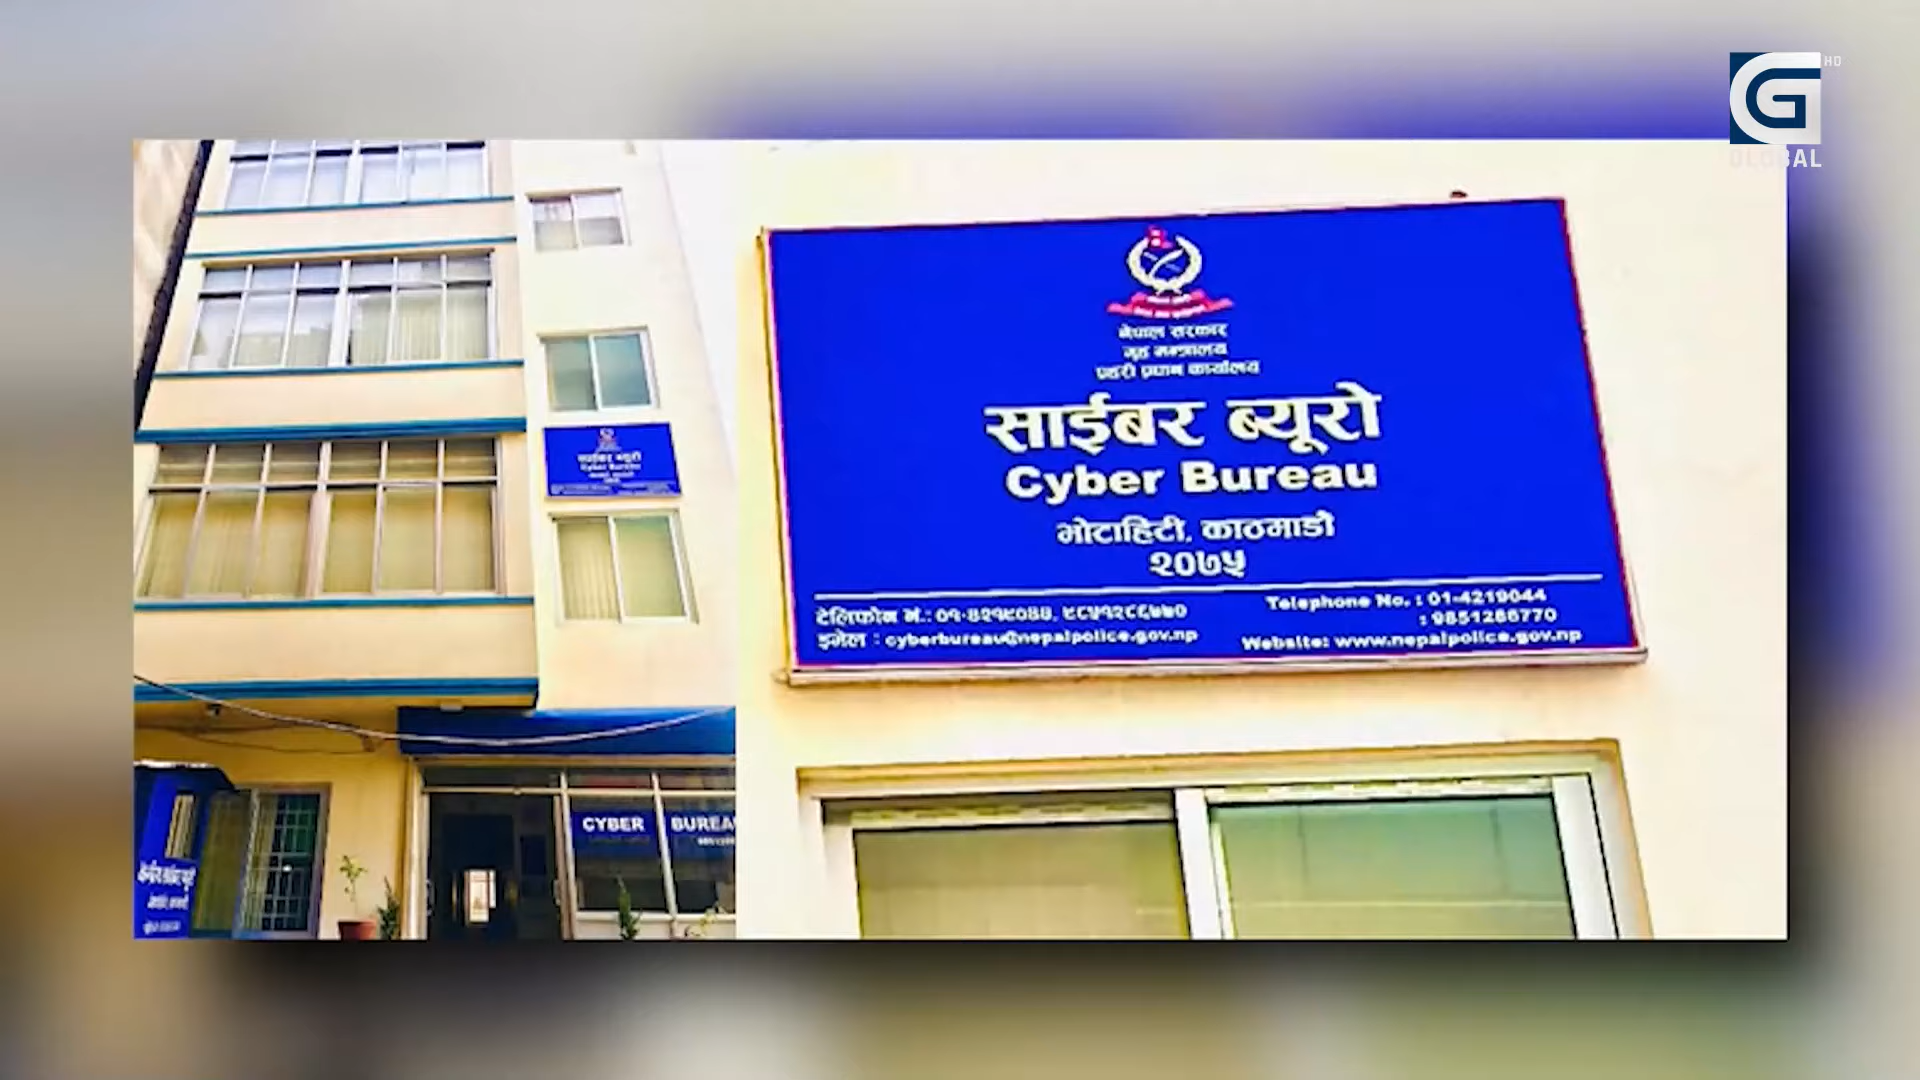 HD
G
GLOBAL
नेपाल सरकार
गृह मन्त्रालय
प्रहरी प्रधान कार्यालय
साईबर ब्यूरो
Cyber Bureau
भोटाहिटी, काठमाडौं
२०७५
टेलिफोन नं.: ०१-४२१९०४४, ९८५१२८६७७०
Telephone No. : 01-4219044
: 9851286770
इमेल : cyberbureau@nepalpolice.gov.np
Website: www.nepalpolice.gov.np
साईबर ब्यूरो
Cyber Bureau
CYBER BUREAU